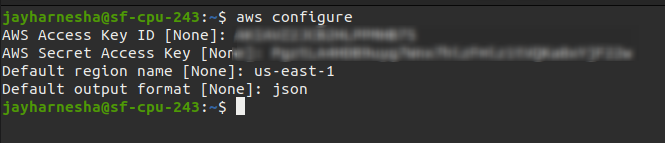 jayharnesha@sf-cpu-243:~$ aws configure
AWS Access Key ID [None]:
AWS Secret Access Key [None]:
Default region name [None]: us-east-1
Default output format [None]: json
jayharnesha@sf-cpu-243:~$